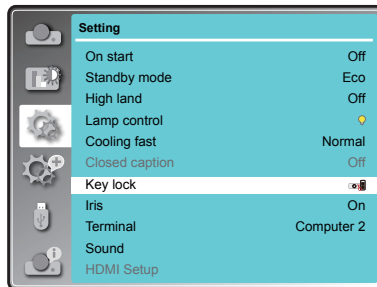 Setting
On start Off
Standby mode Eco
High land Off
Lamp control
Cooling fast Normal
Closed caption Off
Key lock
Iris On
Terminal Computer 2
Sound
HDMI Setup